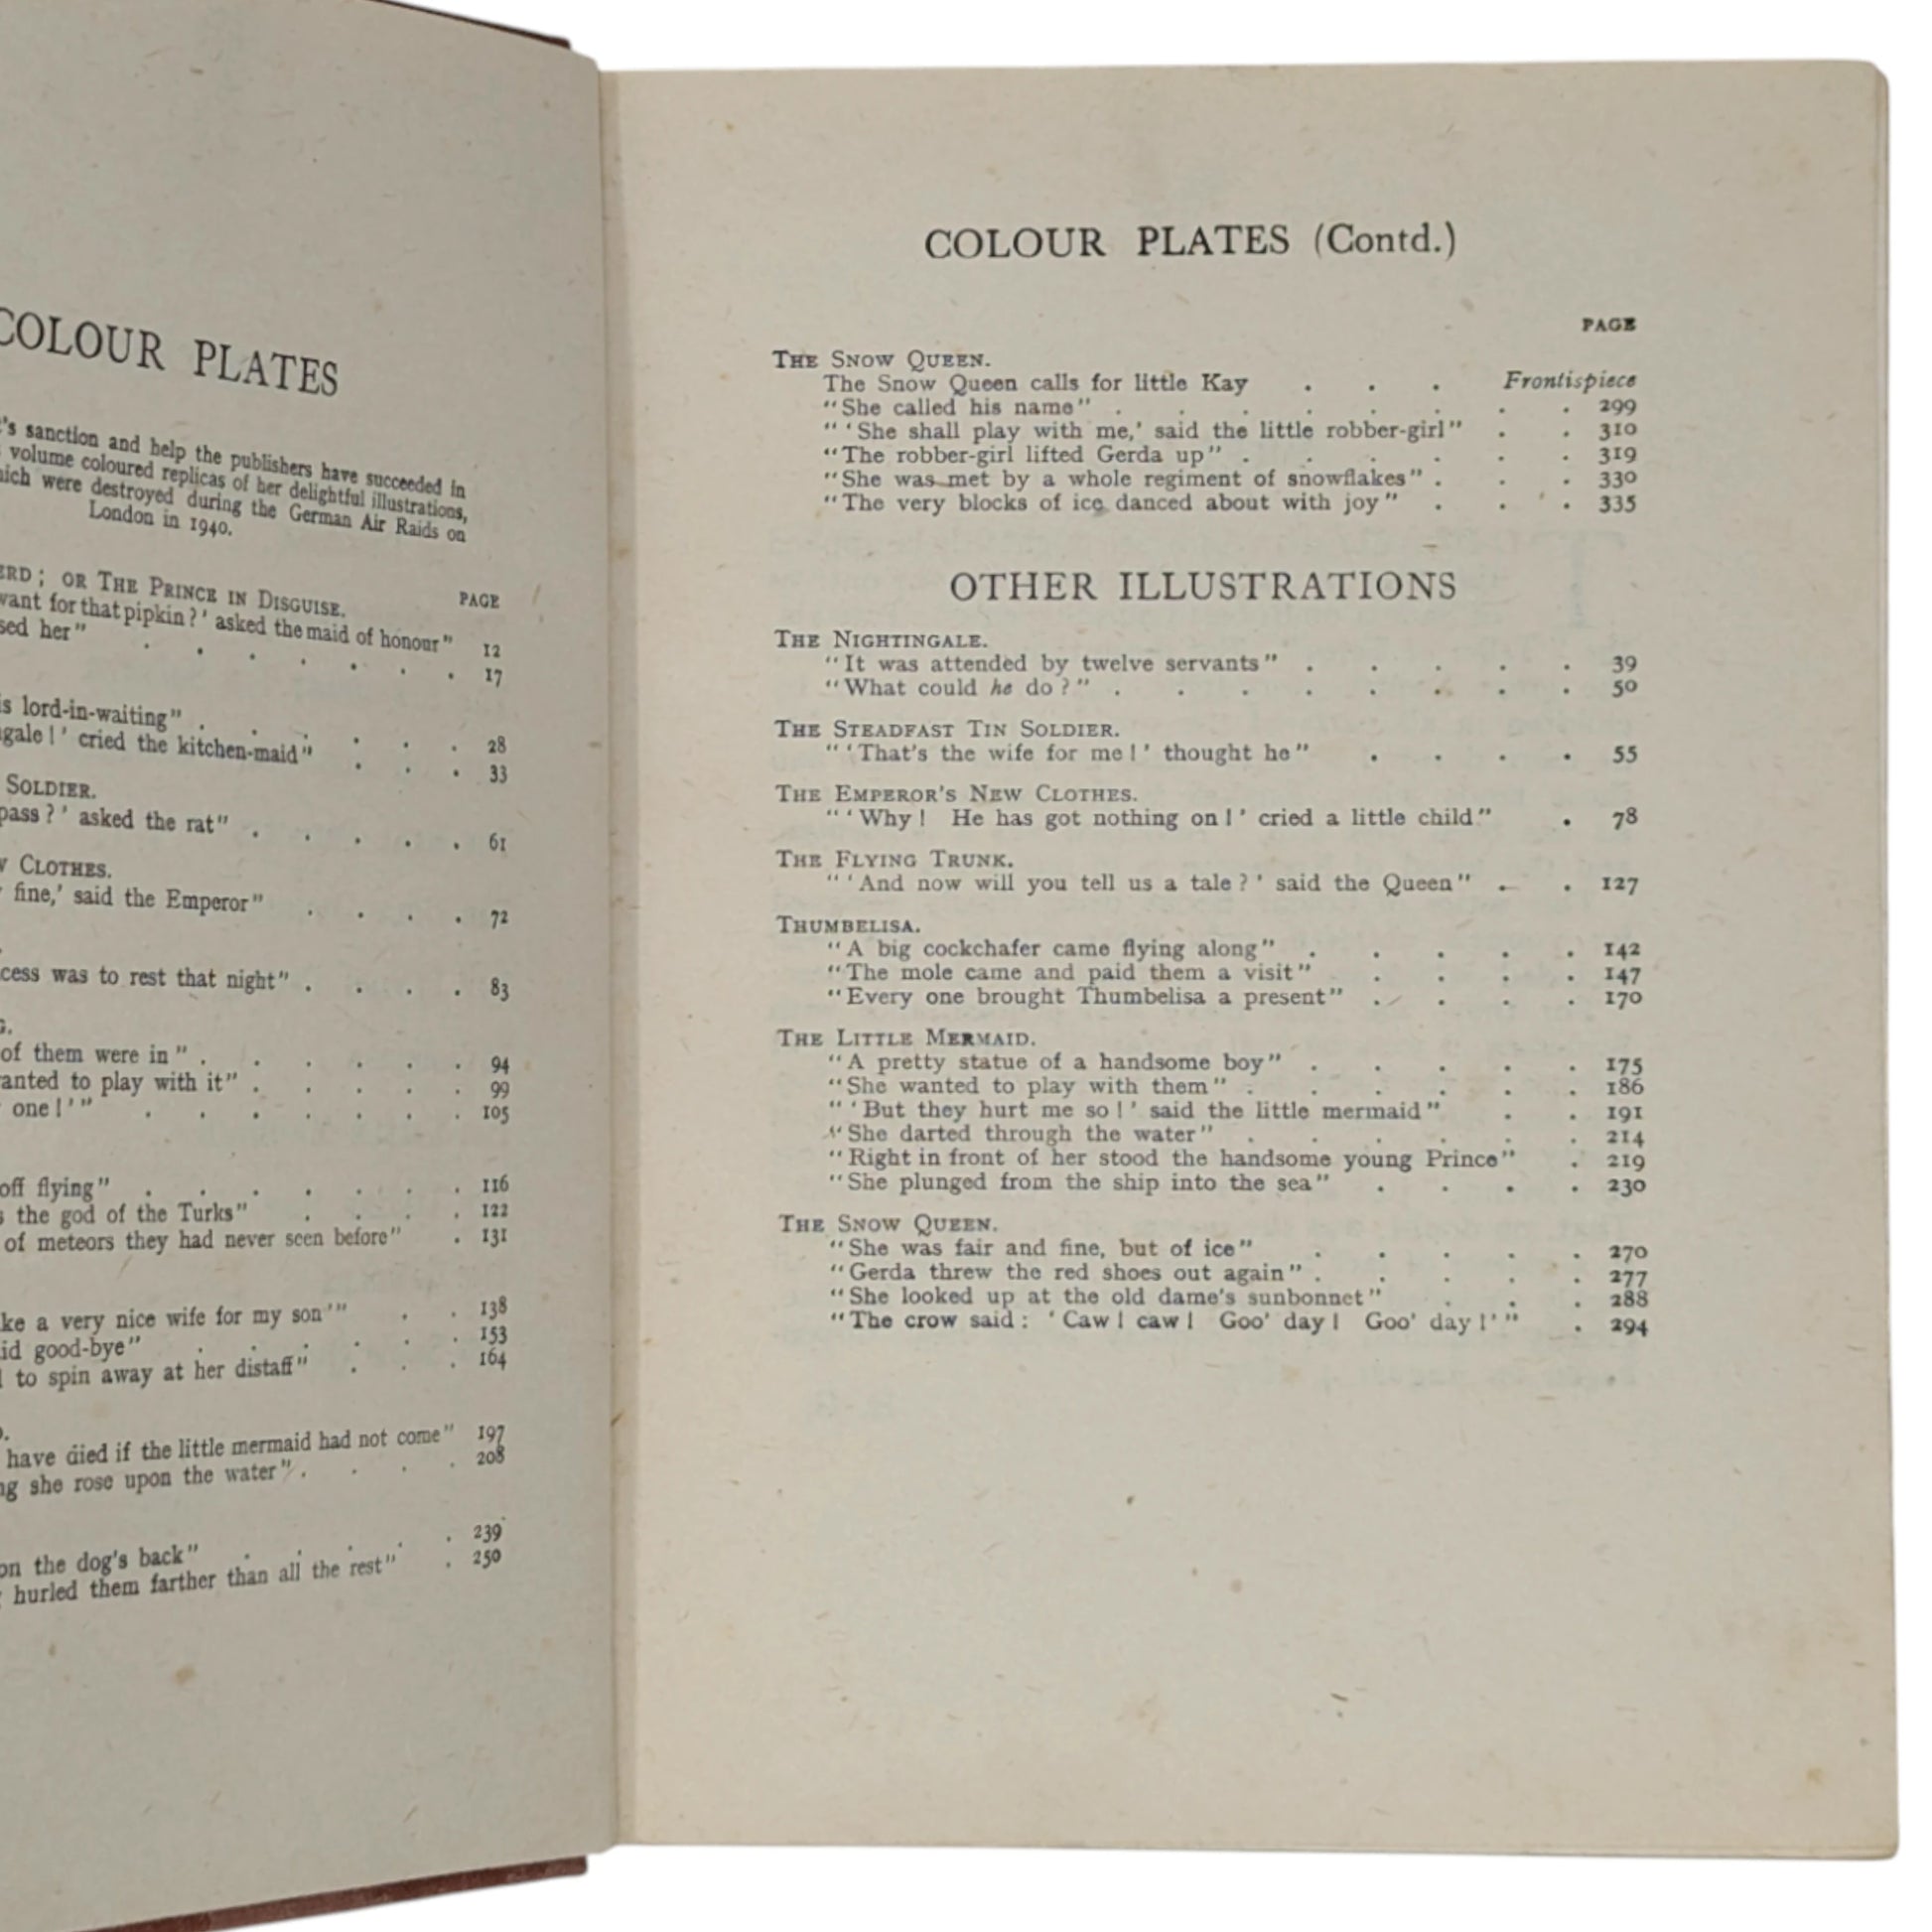 COLOUR PLATES
sanction and help the publishers have succeeded in
volume coloured replicas of her delightful illustrations,
which were destroyed during the German Air Raids on
London in 1940.
PAGE
; OR THE PRINCE IN DISGUISE.
want for that pipkin?' asked the maid of honour" 12
her" . . . . . . . 17
lord-in-waiting" . . . . . . 28
cried the kitchen-maid" . . . 33
SOLDIER.
pass?' asked the rat" . . . . . 61
CLOTHES.
fine,' said the Emperor" . . . . 72
was to rest that night" . . . . 83
of them were in" . . . . . . 94
wanted to play with it" . . . . . 99
one!'" . . . . . . . 105
off flying" . . . . . . . 116
the god of the Turks" . . . . 122
of meteors they had never seen before" . 131
a very nice wife for my son'" . . 138
good-bye" . . . . . . 153
to spin away at her distaff" . . . 164
have died if the little mermaid had not come" 197
she rose upon the water" . . . . 208
on the dog's back" . . . . . 239
hurled them farther than all the rest" . 250
COLOUR PLATES (Contd.)
PAGE
THE SNOW QUEEN.
The Snow Queen calls for little Kay . . . Frontispiece
"She called his name" . . . . . . . . 299
"'She shall play with me,' said the little robber-girl" . . 310
"The robber-girl lifted Gerda up" . . . . . . 319
"She was met by a whole regiment of snowflakes" . . . 330
"The very blocks of ice danced about with joy" . . . 335
OTHER ILLUSTRATIONS
THE NIGHTINGALE.
"It was attended by twelve servants" . . . . . 39
"What could he do?" . . . . . . . . 50
THE STEADFAST TIN SOLDIER.
"'That's the wife for me!' thought he" . . . . 55
THE EMPEROR'S NEW CLOTHES.
"'Why! He has got nothing on!' cried a little child" . 78
THE FLYING TRUNK.
"'And now will you tell us a tale?' said the Queen" . . 127
THUMBELISA.
"A big cockchafer came flying along" . . . . . 142
"The mole came and paid them a visit" . . . . 147
"Every one brought Thumbelisa a present" . . . . 170
THE LITTLE MERMAID.
"A pretty statue of a handsome boy" . . . . . 175
"She wanted to play with them" . . . . . . 186
"'But they hurt me so!' said the little mermaid" . . 191
"She darted through the water" . . . . . . 214
"Right in front of her stood the handsome young Prince" . 219
"She plunged from the ship into the sea" . . . . 230
THE SNOW QUEEN.
"She was fair and fine, but of ice" . . . . . 270
"Gerda threw the red shoes out again" . . . . . 277
"She looked up at the old dame's sunbonnet" . . . 288
"The crow said: 'Caw! caw! Goo' day! Goo' day!'" . 294